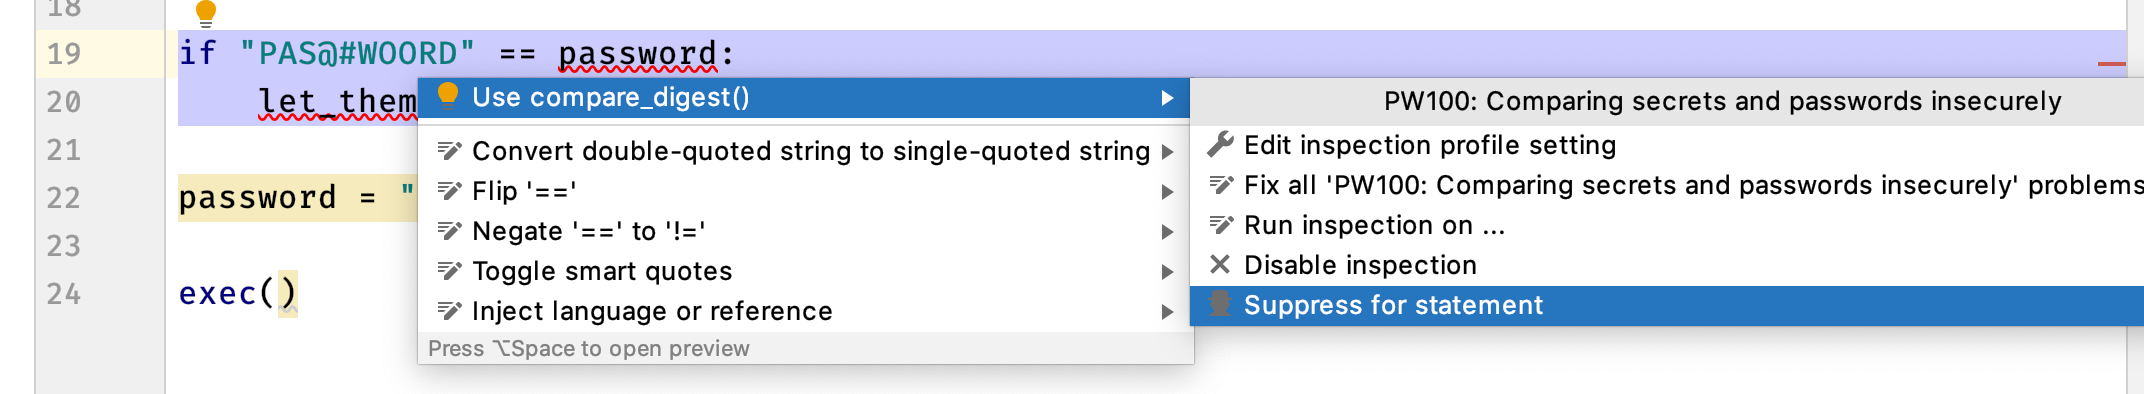 18
19 if "PAS@#WOORD" == password:
20 let_them
Use compare_digest()
PW100: Comparing secrets and passwords insecurely
21
Convert double-quoted string to single-quoted string
Edit inspection profile setting
22 password = "
Flip '=='
Fix all 'PW100: Comparing secrets and passwords insecurely' problems
23
Negate '==' to '!='
Run inspection on ...
Toggle smart quotes
Disable inspection
24 exec()
Inject language or reference
Suppress for statement
Press ⌥Space to open preview